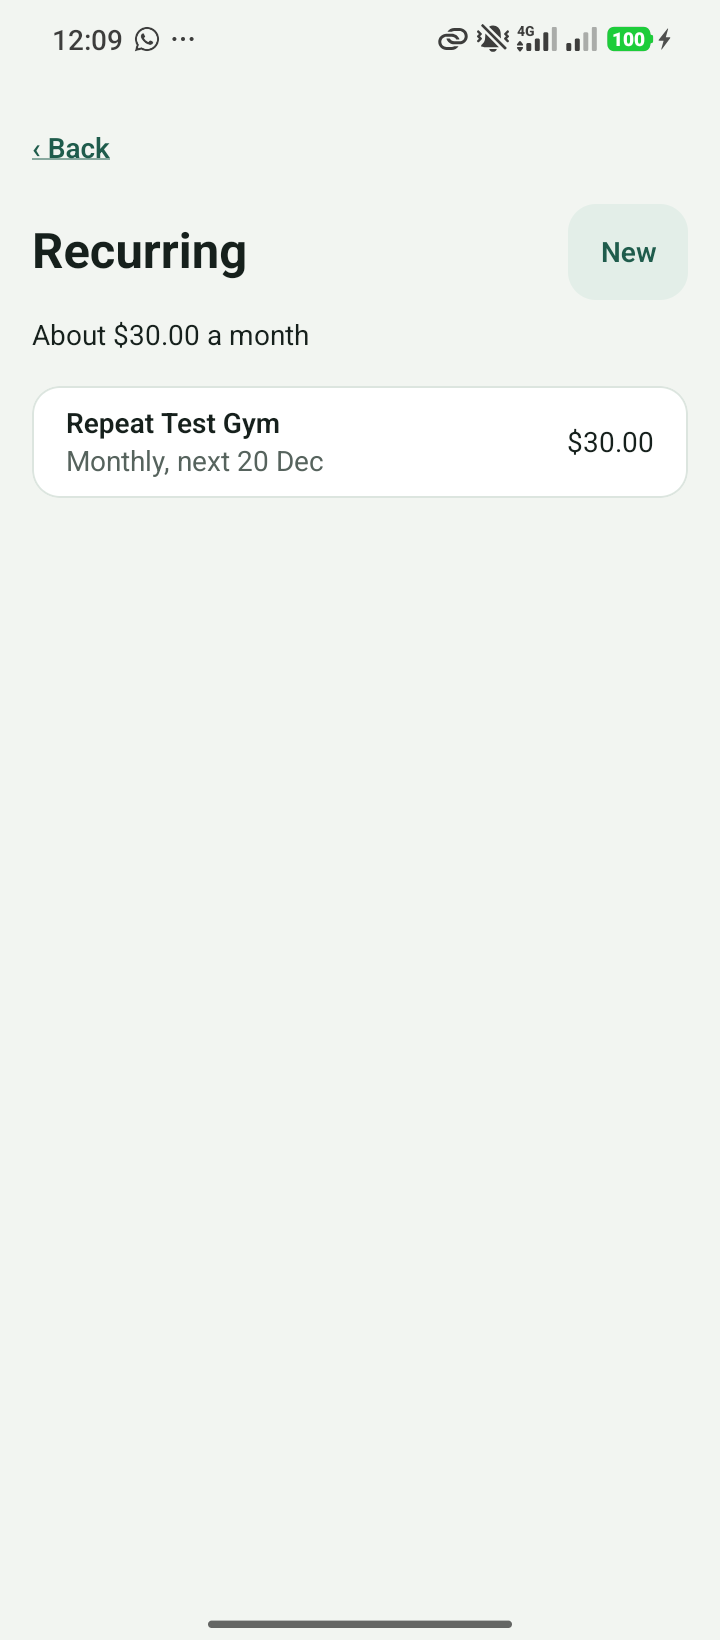 12:09
4G
100
‹ Back
Recurring
New
About $30.00 a month
Repeat Test Gym
$30.00
Monthly, next 20 Dec